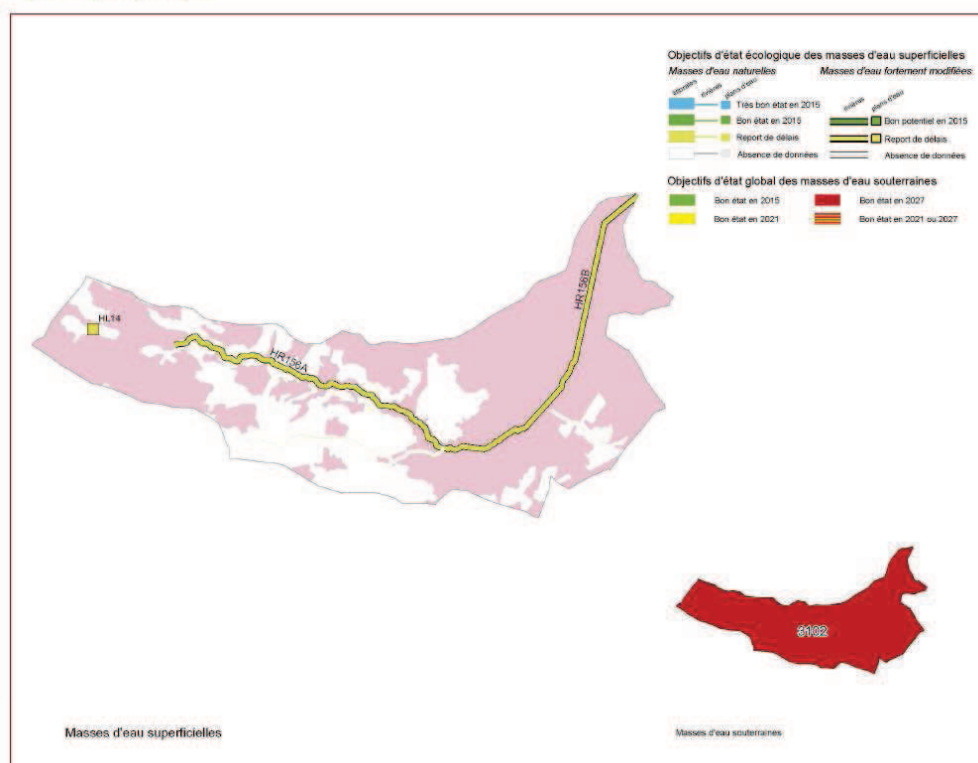 Objectifs d'état écologique des masses d'eau superficielles
Masses d'eau naturelles Masses d'eau fortement modifiées
littorales rivières plans d'eau rivières plans d'eau
Très bon état en 2015
Bon état en 2015 Bon potentiel en 2015
Report de délais Report de délais
Absence de données Absence de données
Objectifs d'état global des masses d'eau souterraines
Bon état en 2015 Bon état en 2027
Bon état en 2021 Bon état en 2021 ou 2027
HL14
HR156A
HR156B
3102
Masses d'eau superficielles
Masses d'eau souterraines